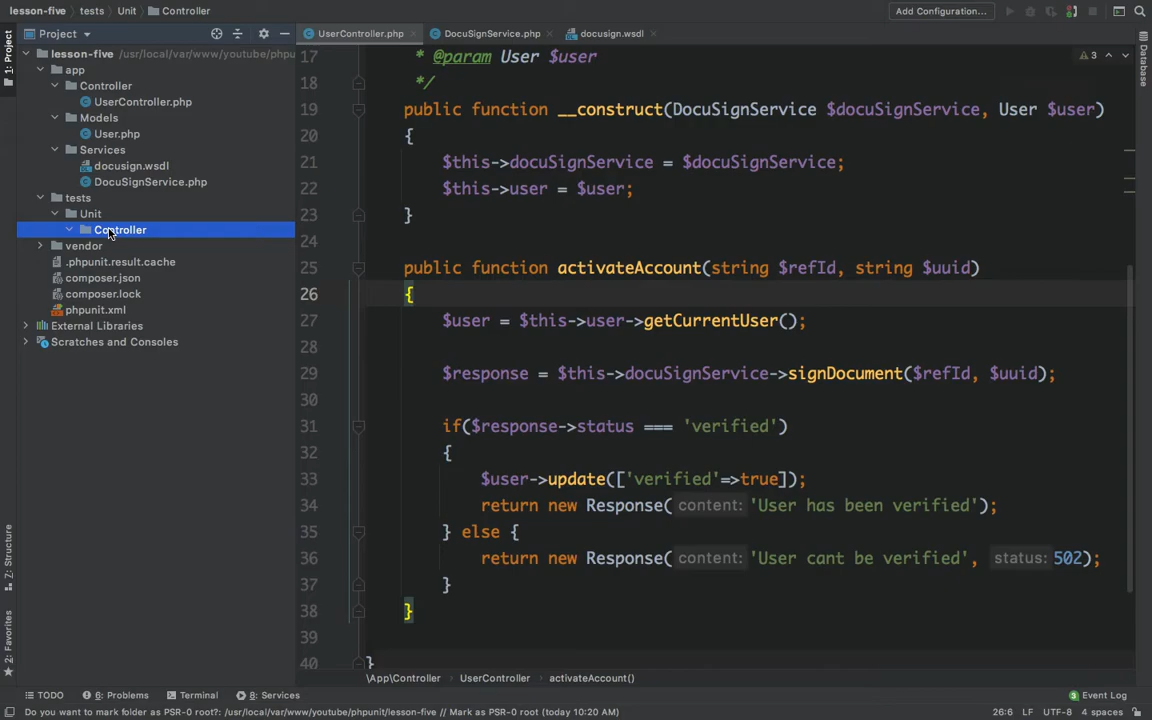 lesson-five tests Unit Controller
Add Configuration...
Project
UserController.php
DocuSignService.php
docusign.wsdl
1: Project
Database
lesson-five /usr/local/var/www/youtube/phpu
app
Controller
UserController.php
Models
User.php
Services
docusign.wsdl
DocuSignService.php
tests
Unit
Controller
vendor
.phpunit.result.cache
composer.json
composer.lock
phpunit.xml
External Libraries
Scratches and Consoles
Z: Structure
2: Favorites
3
17 * @param User $user
18 */
19 public function __construct(DocuSignService $docuSignService, User $user)
20 {
21 $this->docuSignService = $docuSignService;
22 $this->user = $user;
23 }
24
25 public function activateAccount(string $refId, string $uuid)
26 {
27 $user = $this->user->getCurrentUser();
28
29 $response = $this->docuSignService->signDocument($refId, $uuid);
30
31 if($response->status === 'verified')
32 {
33 $user->update(['verified'=>true]);
34 return new Response( content: 'User has been verified');
35 } else {
36 return new Response( content: 'User cant be verified', status: 502);
37 }
38 }
39
40 }
\App\Controller UserController activateAccount()
TODO 6: Problems Terminal 8: Services 3 Event Log
Do you want to mark folder as PSR-0 root?: /usr/local/var/www/youtube/phpunit/lesson-five // Mark as PSR-0 root (today 10:20 AM) 26:6 LF UTF-8 4 spaces